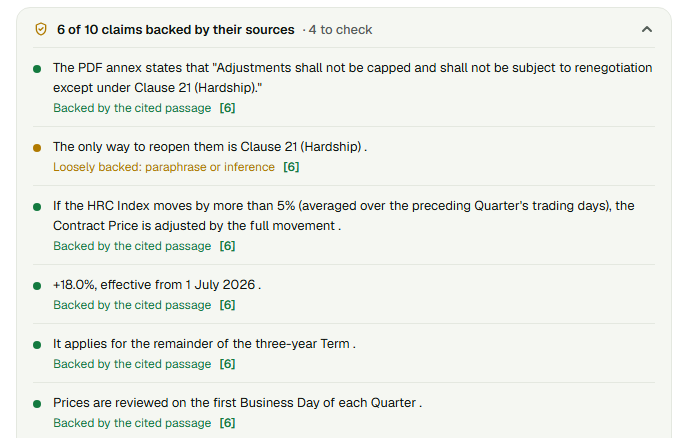 6 of 10 claims backed by their sources · 4 to check
The PDF annex states that "Adjustments shall not be capped and shall not be subject to renegotiation
except under Clause 21 (Hardship)."
Backed by the cited passage [6]
The only way to reopen them is Clause 21 (Hardship) .
Loosely backed: paraphrase or inference [6]
If the HRC Index moves by more than 5% (averaged over the preceding Quarter's trading days), the
Contract Price is adjusted by the full movement .
Backed by the cited passage [6]
+18.0%, effective from 1 July 2026 .
Backed by the cited passage [6]
It applies for the remainder of the three-year Term .
Backed by the cited passage [6]
Prices are reviewed on the first Business Day of each Quarter .
Backed by the cited passage [6]